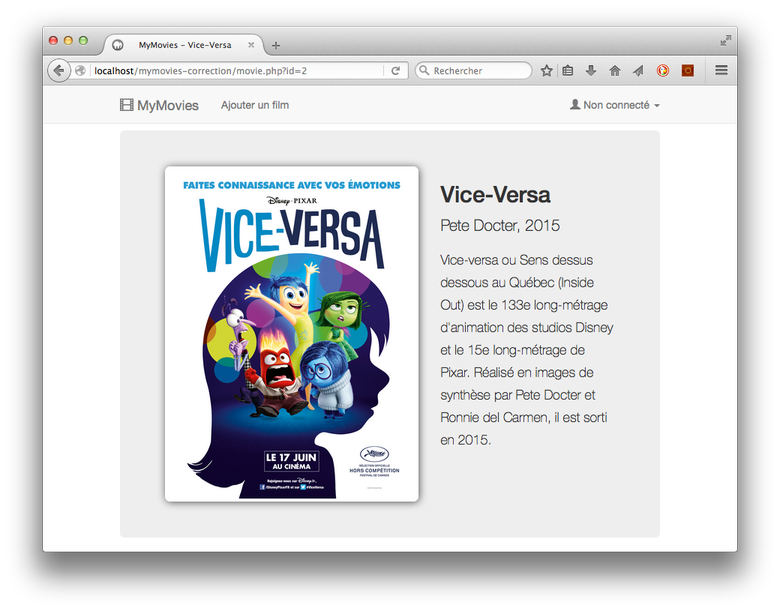 MyMovies - Vice-Versa
localhost/mymovies-correction/movie.php?id=2
Rechercher
MyMovies
Ajouter un film
Non connecté
FAITES CONNAISSANCE AVEC VOS ÉMOTIONS
Disney·PIXAR
VICE-VERSA
LE 17 JUIN
AU CINÉMA
Rejoignez-nous sur Disney.fr,
/DisneyPixarFR et sur #ViceVersa
SÉLECTION OFFICIELLE
HORS COMPÉTITION
FESTIVAL DE CANNES
Vice-Versa
Pete Docter, 2015
Vice-versa ou Sens dessus
dessous au Québec (Inside
Out) est le 133e long-métrage
d'animation des studios Disney
et le 15e long-métrage de
Pixar. Réalisé en images de
synthèse par Pete Docter et
Ronnie del Carmen, il est sorti
en 2015.